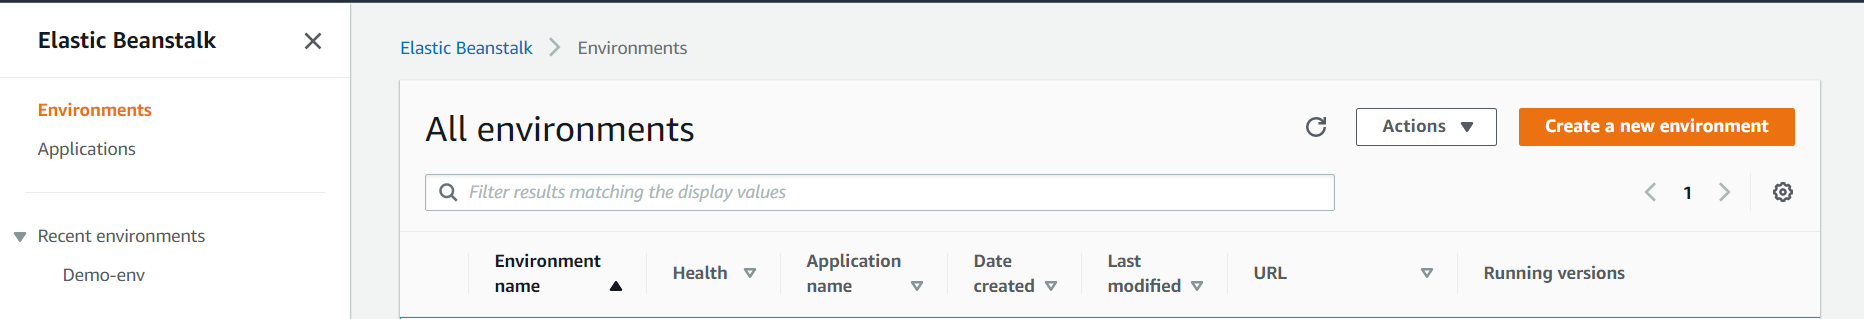 Elastic Beanstalk
Environments
Applications
Recent environments
Demo-env
Elastic Beanstalk
Environments
All environments
Actions
Create a new environment
Filter results matching the display values
1
Environment
name
Health
Application
name
Date
created
Last
modified
URL
Running versions